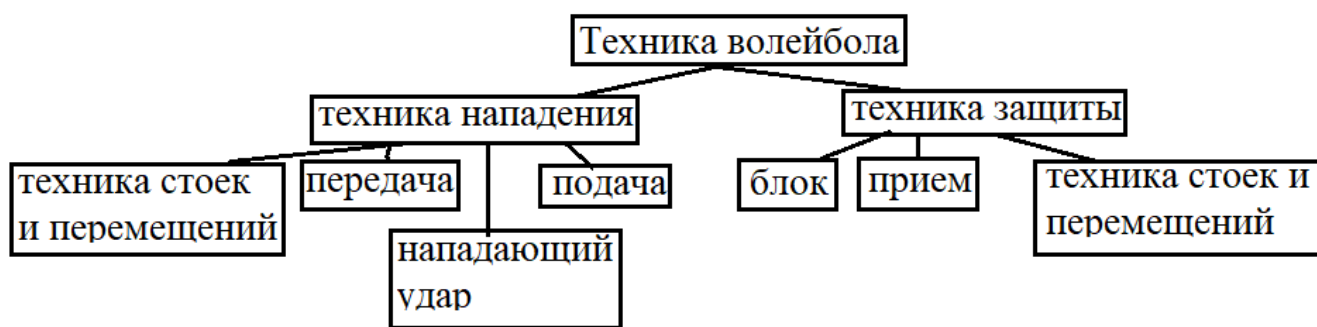 Техника волейбола
техника нападения
техника защиты
техника стоек
и перемещений
передача
нападающий
удар
подача
блок
прием
техника стоек и
перемещений